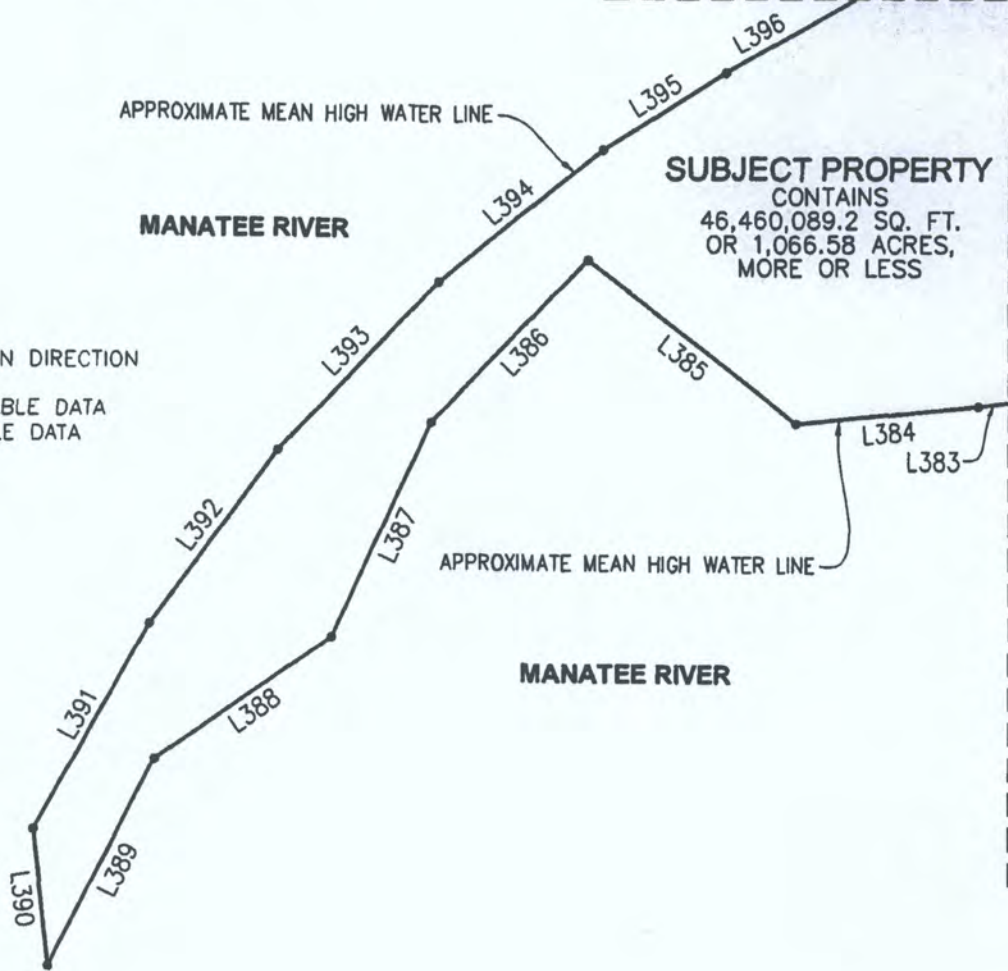 L396
L395
APPROXIMATE MEAN HIGH WATER LINE
SUBJECT PROPERTY
CONTAINS
46,460,089.2 SQ. FT.
OR 1,066.58 ACRES,
MORE OR LESS
L394
MANATEE RIVER
L393
L386
L385
N DIRECTION
BLE DATA
LE DATA
L384
L383
L392
L387
APPROXIMATE MEAN HIGH WATER LINE
MANATEE RIVER
L391
L388
L389
L390